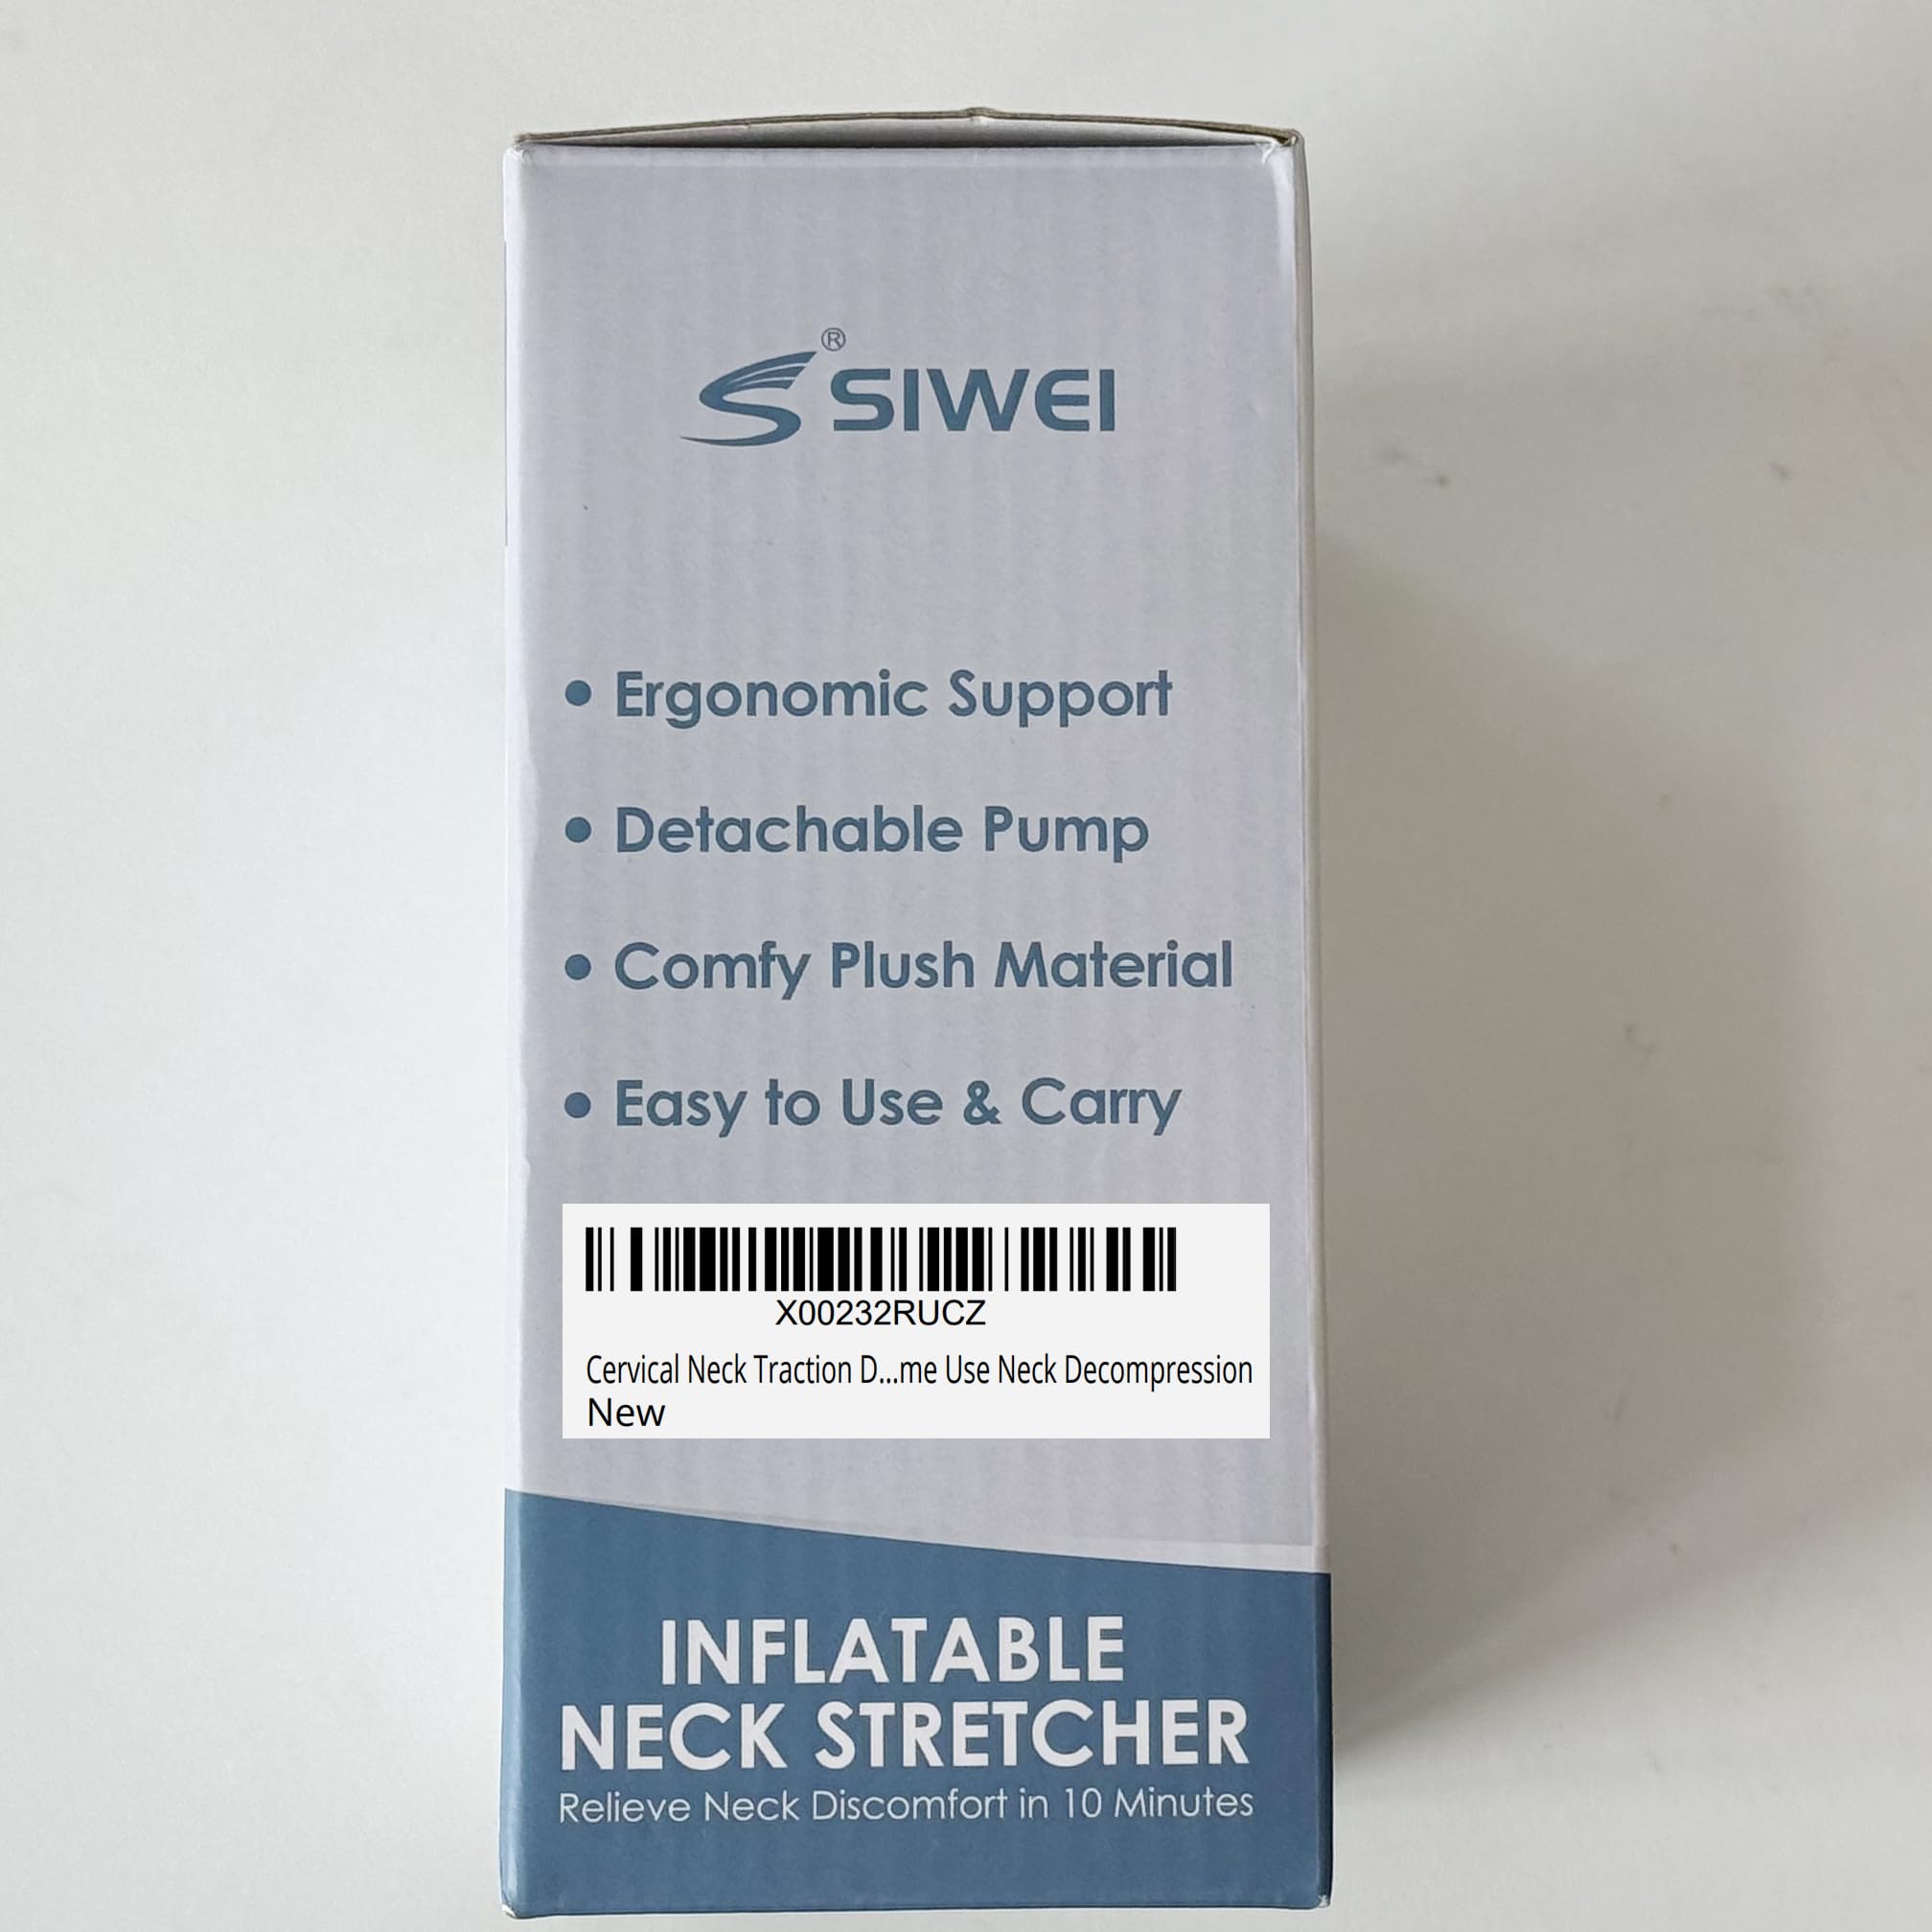 ® SIWEI
• Ergonomic Support
• Detachable Pump
• Comfy Plush Material
• Easy to Use & Carry
X00232RUCZ
Cervical Neck Traction D...me Use Neck Decompression
New
INFLATABLE
NECK STRETCHER
Relieve Neck Discomfort in 10 Minutes